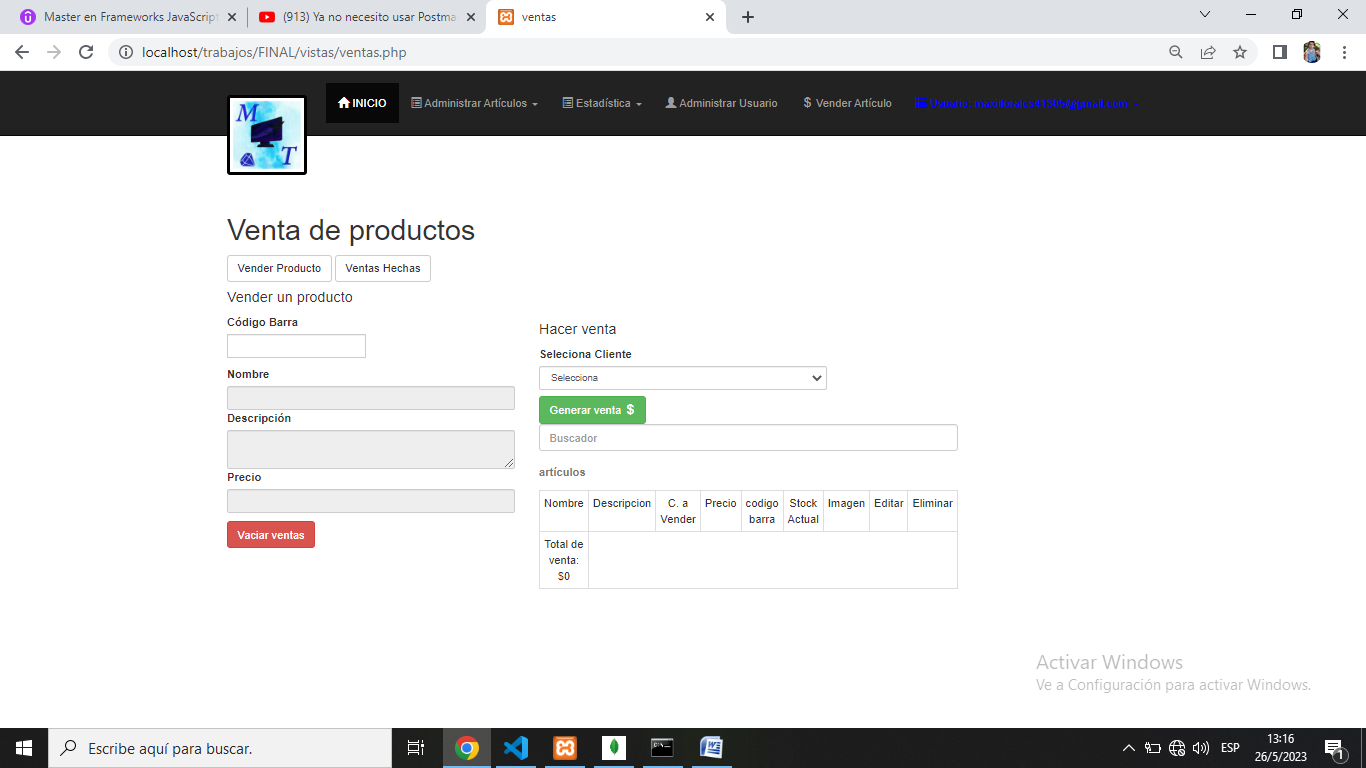 Master en Frameworks JavaScript
(913) Ya no necesito usar Postma
ventas
localhost/trabajos/FINAL/vistas/ventas.php
M
T
INICIO
Administrar Artículos
Estadística
Administrar Usuario
$ Vender Artículo
Venta de productos
Vender Producto
Ventas Hechas
Vender un producto
Código Barra
Nombre
Descripción
Precio
Vaciar ventas
Hacer venta
Seleciona Cliente
Selecciona
Generar venta $
Buscador
artículos
Nombre Descripcion C. a Vender Precio codigo barra Stock Actual Imagen Editar Eliminar
Total de
venta:
$0
Activar Windows
Ve a Configuración para activar Windows.
Escribe aquí para buscar.
ESP
13:16
26/5/2023
1